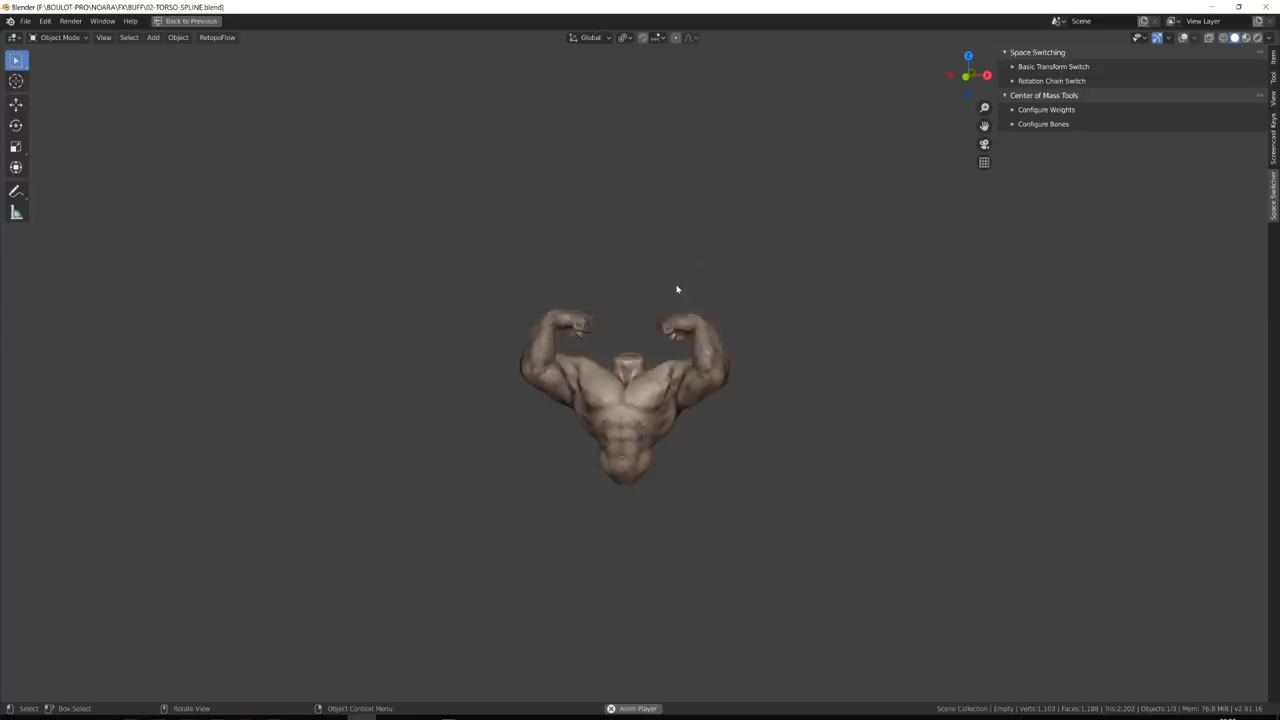 Blender [F:\BOULOT-PRO\NOARA\FX\BUFF\02-TORSO-SPLINE.blend]
File Edit Render Window Help Back to Previous Scene View Layer
Object Mode View Select Add Object RetopoFlow Global
Space Switching
Basic Transform Switch
Rotation Chain Switch
Center of Mass Tools
Configure Weights
Configure Bones
Item
Tool
View
Screencast Keys
Space Switcher
Z
X
Select Box Select Rotate View Object Context Menu Anim Player Scene Collection | Empty | Verts:1,103 | Faces:1,188 | Tris:2,202 | Objects:1/3 | Mem: 76.8 MiB | v2.81.16